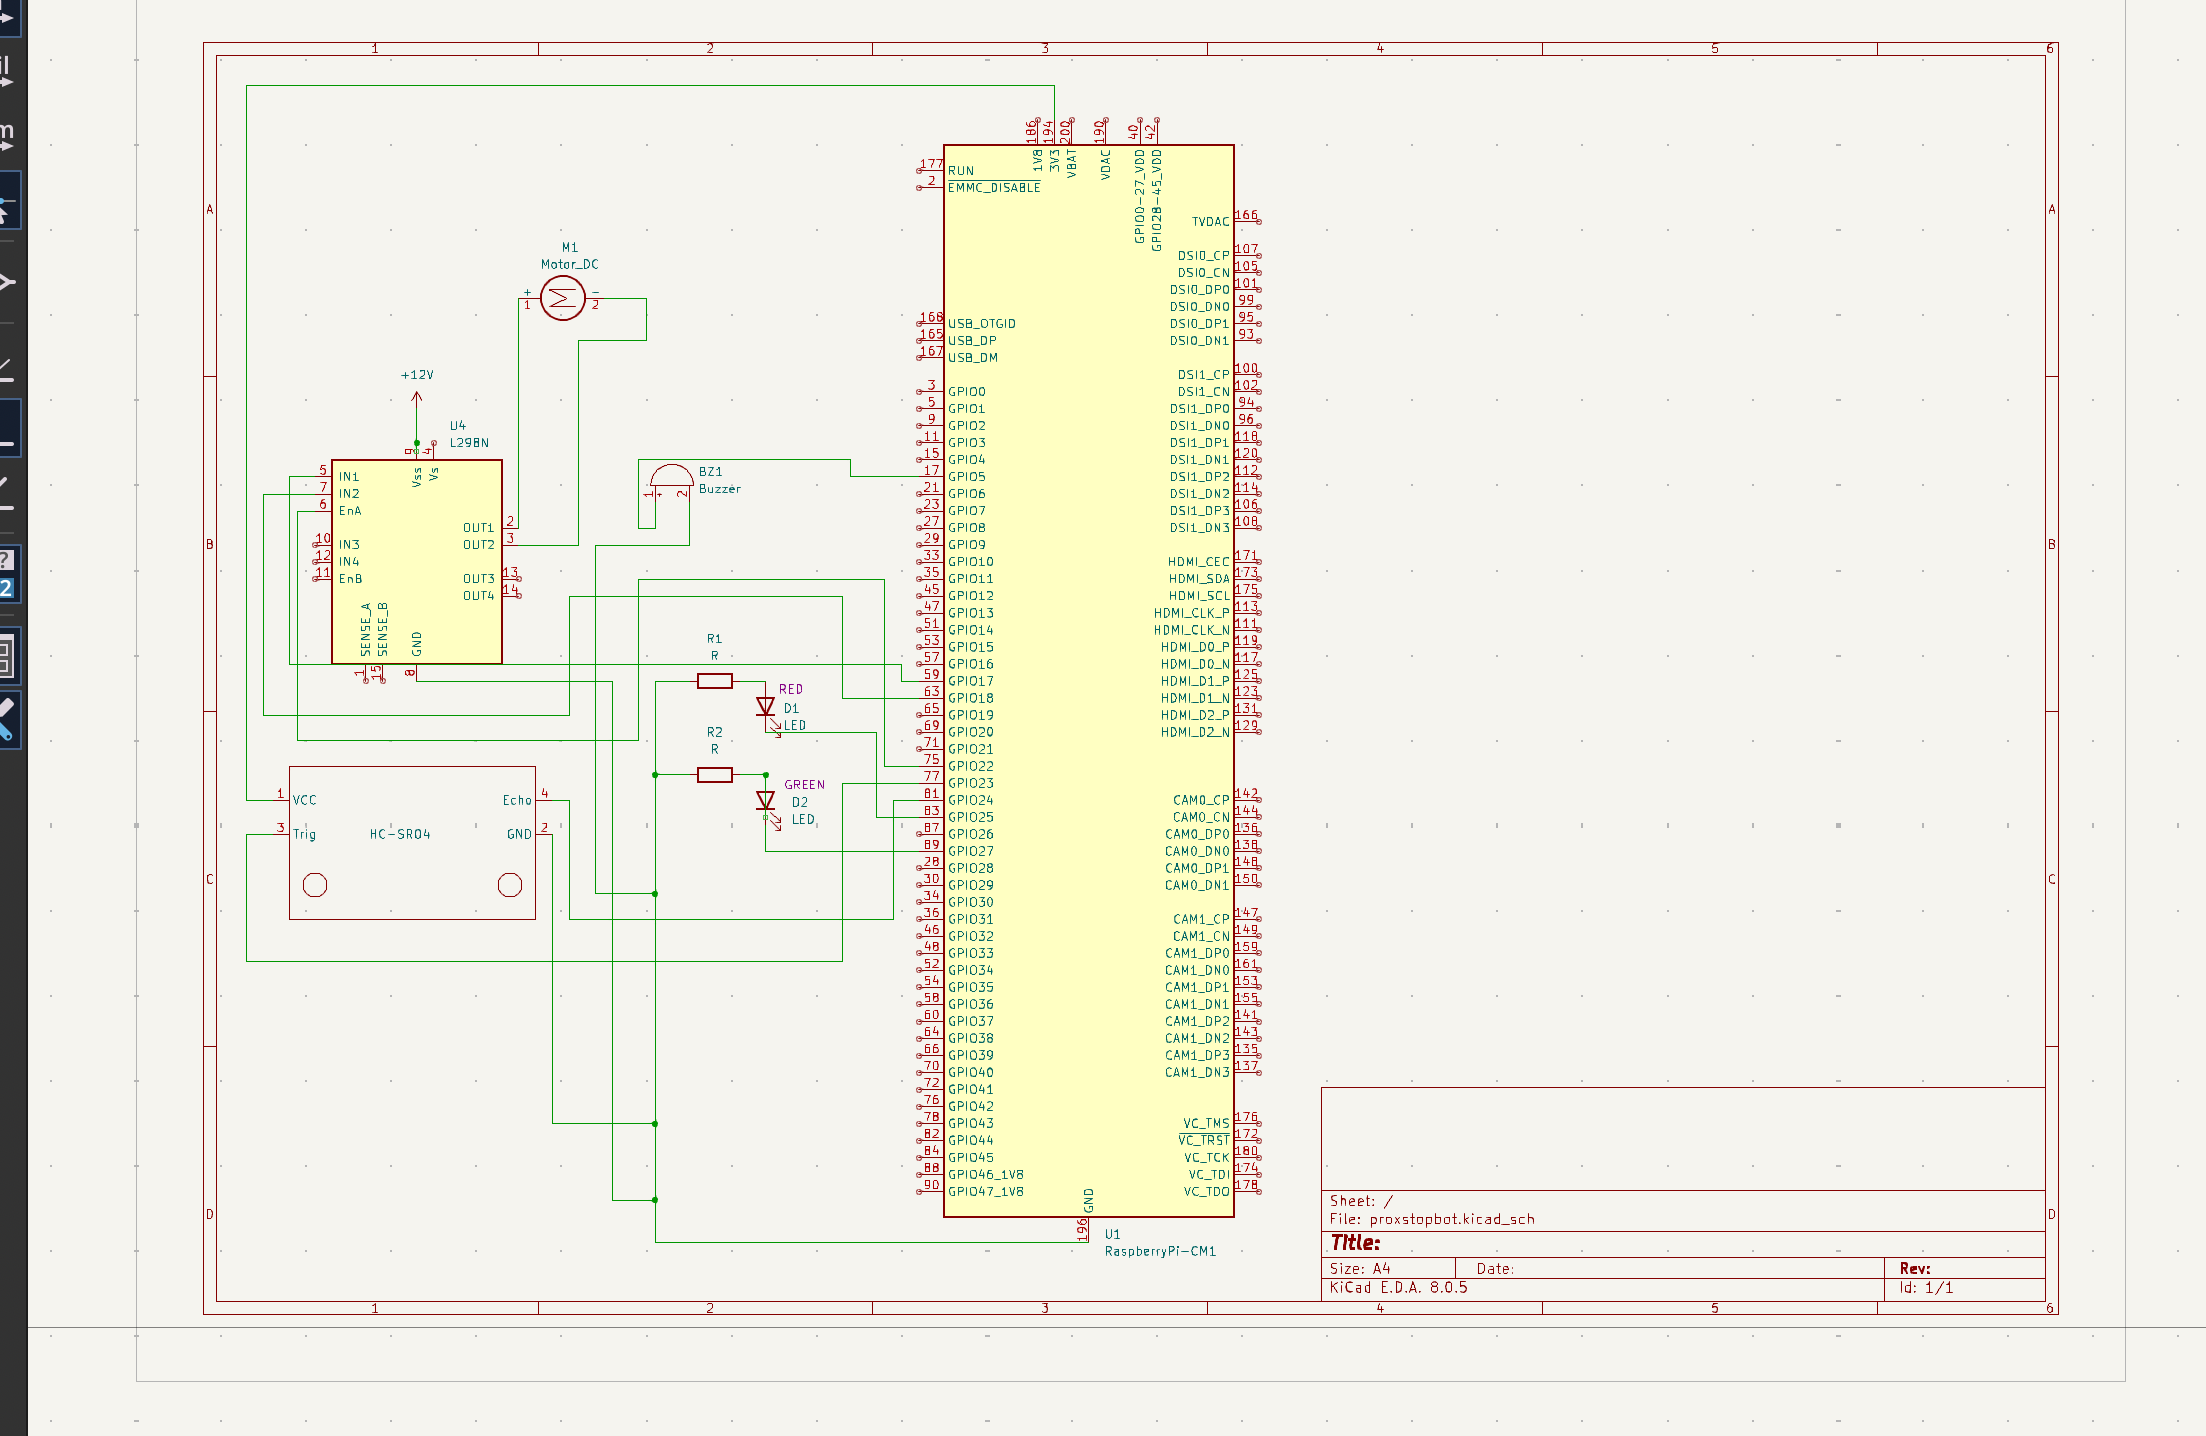 il
m
1 2 3 4 5 6
A
B
C
D
A
B
C
D
1 2 3 4 5 6
M1
Motor_DC
+ 1
- 2
+12V
U4
L298N
9 4
Vss Vs
5 IN1
7 IN2
6 EnA
10 IN3
12 IN4
11 EnB
OUT1 2
OUT2 3
OUT3 13
OUT4 14
SENSE_A SENSE_B GND
1 15 8
BZ1
Buzzer
1 + 2
R1
R
RED
D1
LED
R2
R
GREEN
D2
LED
HC-SR04
1 VCC
3 Trig
Echo 4
GND 2
186 194 200 190 40 42
1V8 3V3 VBAT VDAC GPIO0-27_VDD GPIO28-45_VDD
177 RUN
2 EMMC_DISABLE
168 USB_OTGID
165 USB_DP
167 USB_DM
3 GPIO0
5 GPIO1
9 GPIO2
11 GPIO3
15 GPIO4
17 GPIO5
21 GPIO6
23 GPIO7
27 GPIO8
29 GPIO9
33 GPIO10
35 GPIO11
45 GPIO12
47 GPIO13
51 GPIO14
53 GPIO15
57 GPIO16
59 GPIO17
63 GPIO18
65 GPIO19
69 GPIO20
71 GPIO21
75 GPIO22
77 GPIO23
81 GPIO24
83 GPIO25
87 GPIO26
89 GPIO27
28 GPIO28
30 GPIO29
34 GPIO30
36 GPIO31
46 GPIO32
48 GPIO33
52 GPIO34
54 GPIO35
58 GPIO36
60 GPIO37
64 GPIO38
66 GPIO39
70 GPIO40
72 GPIO41
76 GPIO42
78 GPIO43
82 GPIO44
84 GPIO45
88 GPIO46_1V8
90 GPIO47_1V8
TVDAC 166
DSI0_CP 107
DSI0_CN 105
DSI0_DP0 101
DSI0_DN0 99
DSI0_DP1 95
DSI0_DN1 93
DSI1_CP 100
DSI1_CN 102
DSI1_DP0 94
DSI1_DN0 96
DSI1_DP1 118
DSI1_DN1 120
DSI1_DP2 112
DSI1_DN2 114
DSI1_DP3 106
DSI1_DN3 108
HDMI_CEC 171
HDMI_SDA 173
HDMI_SCL 175
HDMI_CLK_P 113
HDMI_CLK_N 111
HDMI_D0_P 119
HDMI_D0_N 117
HDMI_D1_P 125
HDMI_D1_N 123
HDMI_D2_P 131
HDMI_D2_N 129
CAM0_CP 142
CAM0_CN 144
CAM0_DP0 136
CAM0_DN0 138
CAM0_DP1 148
CAM0_DN1 150
CAM1_CP 147
CAM1_CN 149
CAM1_DP0 159
CAM1_DN0 161
CAM1_DP1 153
CAM1_DN1 155
CAM1_DP2 141
CAM1_DN2 143
CAM1_DP3 135
CAM1_DN3 137
VC_TMS 176
VC_TRST 172
VC_TCK 180
VC_TDI 174
VC_TDO 178
GND
196
U1
RaspberryPi-CM1
?
2
Sheet: /
File: proxstopbot.kicad_sch
Title:
Size: A4 Date: Rev:
KiCad E.D.A. 8.0.5 Id: 1/1